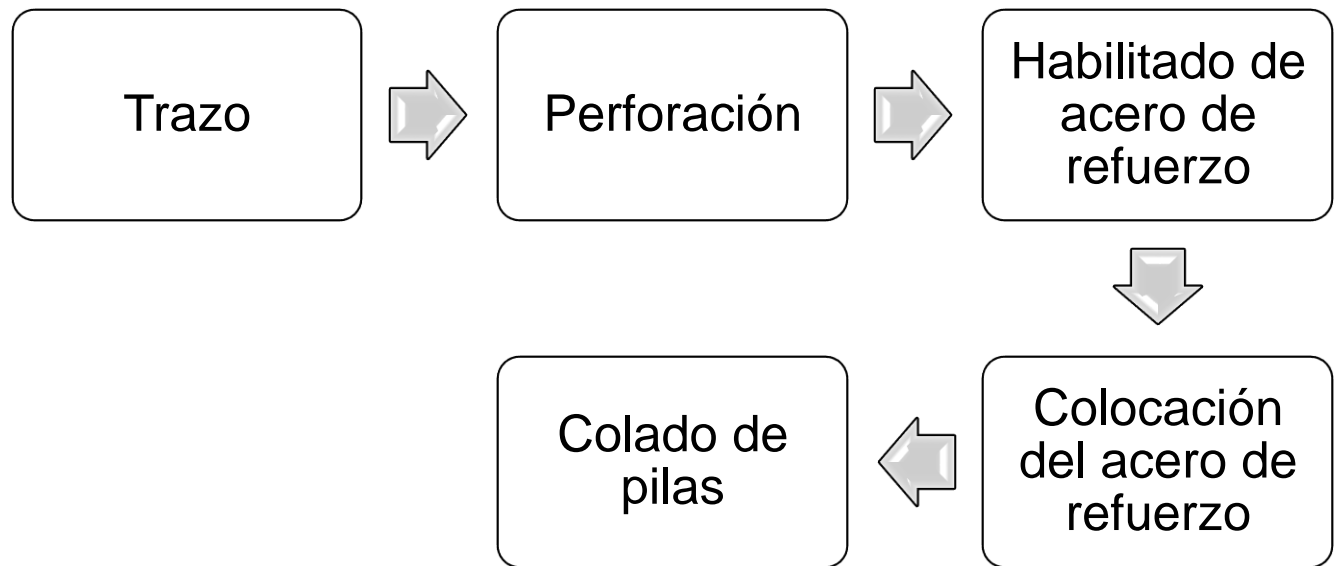 Trazo
Perforación
Habilitado de
acero de
refuerzo
Colocación
del acero de
refuerzo
Colado de
pilas